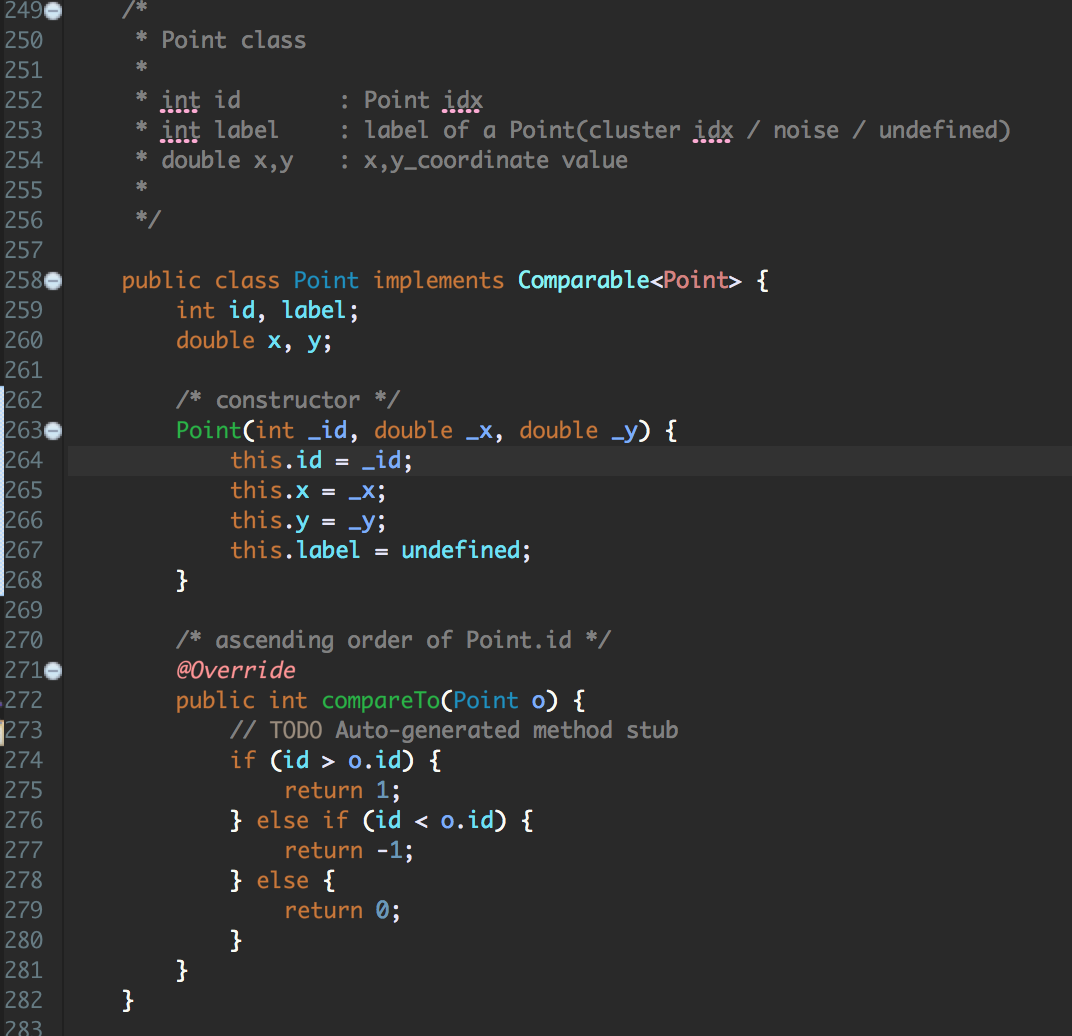 249 /*
250 * Point class
251 *
252 * int id : Point idx
253 * int label : label of a Point(cluster idx / noise / undefined)
254 * double x,y : x,y_coordinate value
255 *
256 */
257
258 public class Point implements Comparable<Point> {
259 int id, label;
260 double x, y;
261
262 /* constructor */
263 Point(int _id, double _x, double _y) {
264 this.id = _id;
265 this.x = _x;
266 this.y = _y;
267 this.label = undefined;
268 }
269
270 /* ascending order of Point.id */
271 @Override
272 public int compareTo(Point o) {
273 // TODO Auto-generated method stub
274 if (id > o.id) {
275 return 1;
276 } else if (id < o.id) {
277 return -1;
278 } else {
279 return 0;
280 }
281 }
282 }
283